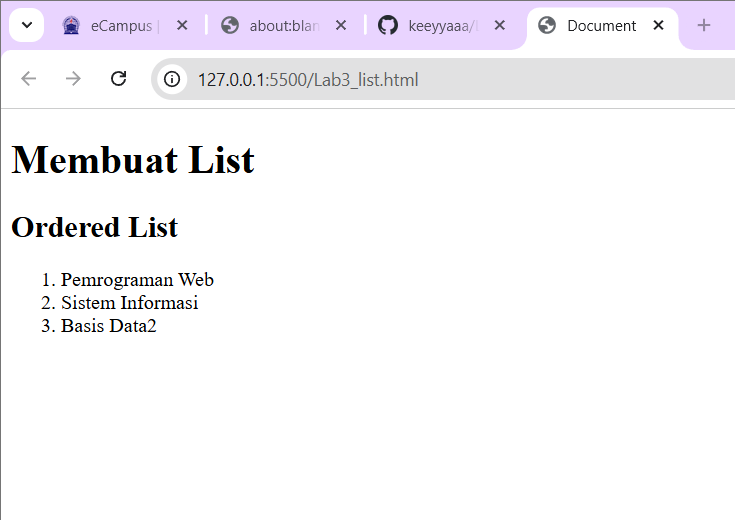 eCampus |
about:blan
keeyyaaa/
Document
127.0.0.1:5500/Lab3_list.html
Membuat List
Ordered List
1. Pemrograman Web
2. Sistem Informasi
3. Basis Data2